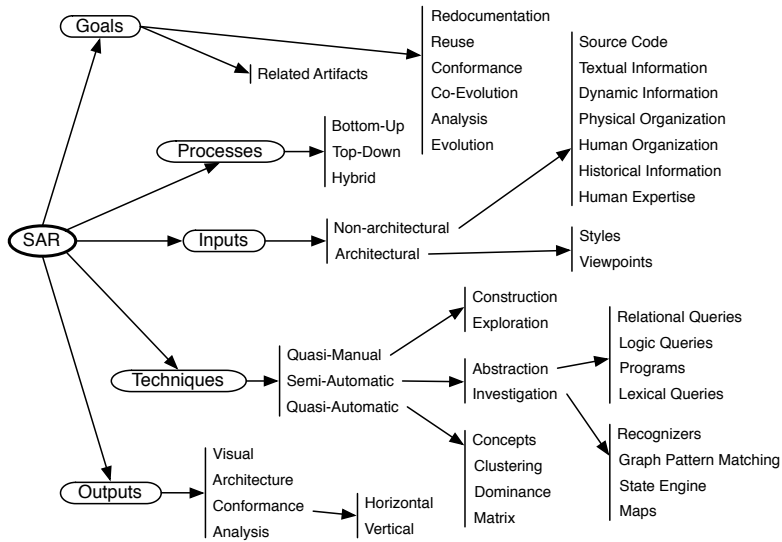 Goals
Related Artifacts
Redocumentation
Reuse
Conformance
Co-Evolution
Analysis
Evolution
Processes
Bottom-Up
Top-Down
Hybrid
SAR
Inputs
Non-architectural
Architectural
Source Code
Textual Information
Dynamic Information
Physical Organization
Human Organization
Historical Information
Human Expertise
Styles
Viewpoints
Techniques
Quasi-Manual
Semi-Automatic
Quasi-Automatic
Construction
Exploration
Abstraction
Investigation
Relational Queries
Logic Queries
Programs
Lexical Queries
Recognizers
Graph Pattern Matching
State Engine
Maps
Concepts
Clustering
Dominance
Matrix
Outputs
Visual
Architecture
Conformance
Analysis
Horizontal
Vertical